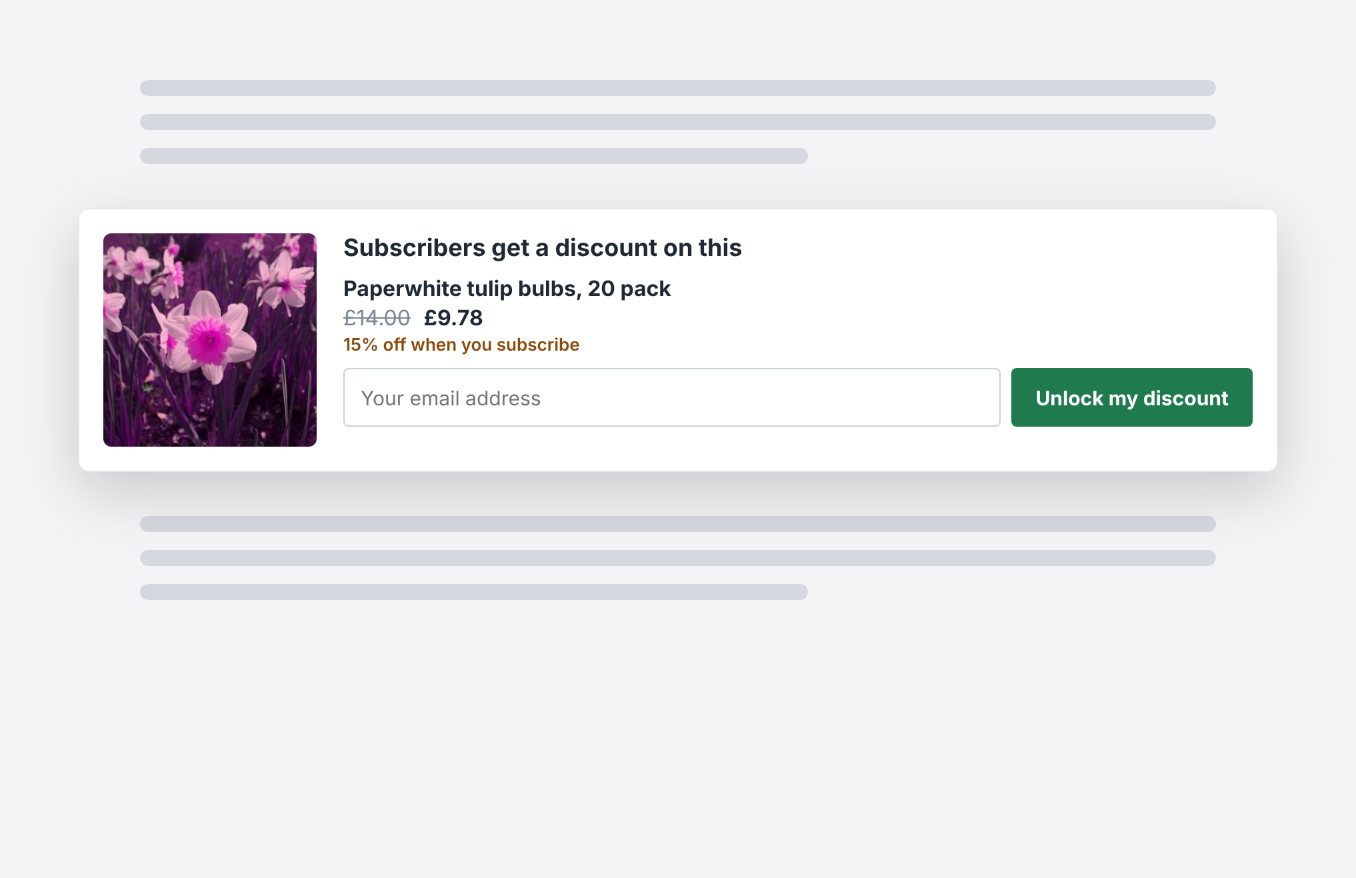 Subscribers get a discount on this
Paperwhite tulip bulbs, 20 pack
£14.00 £9.78
15% off when you subscribe
Your email address
Unlock my discount